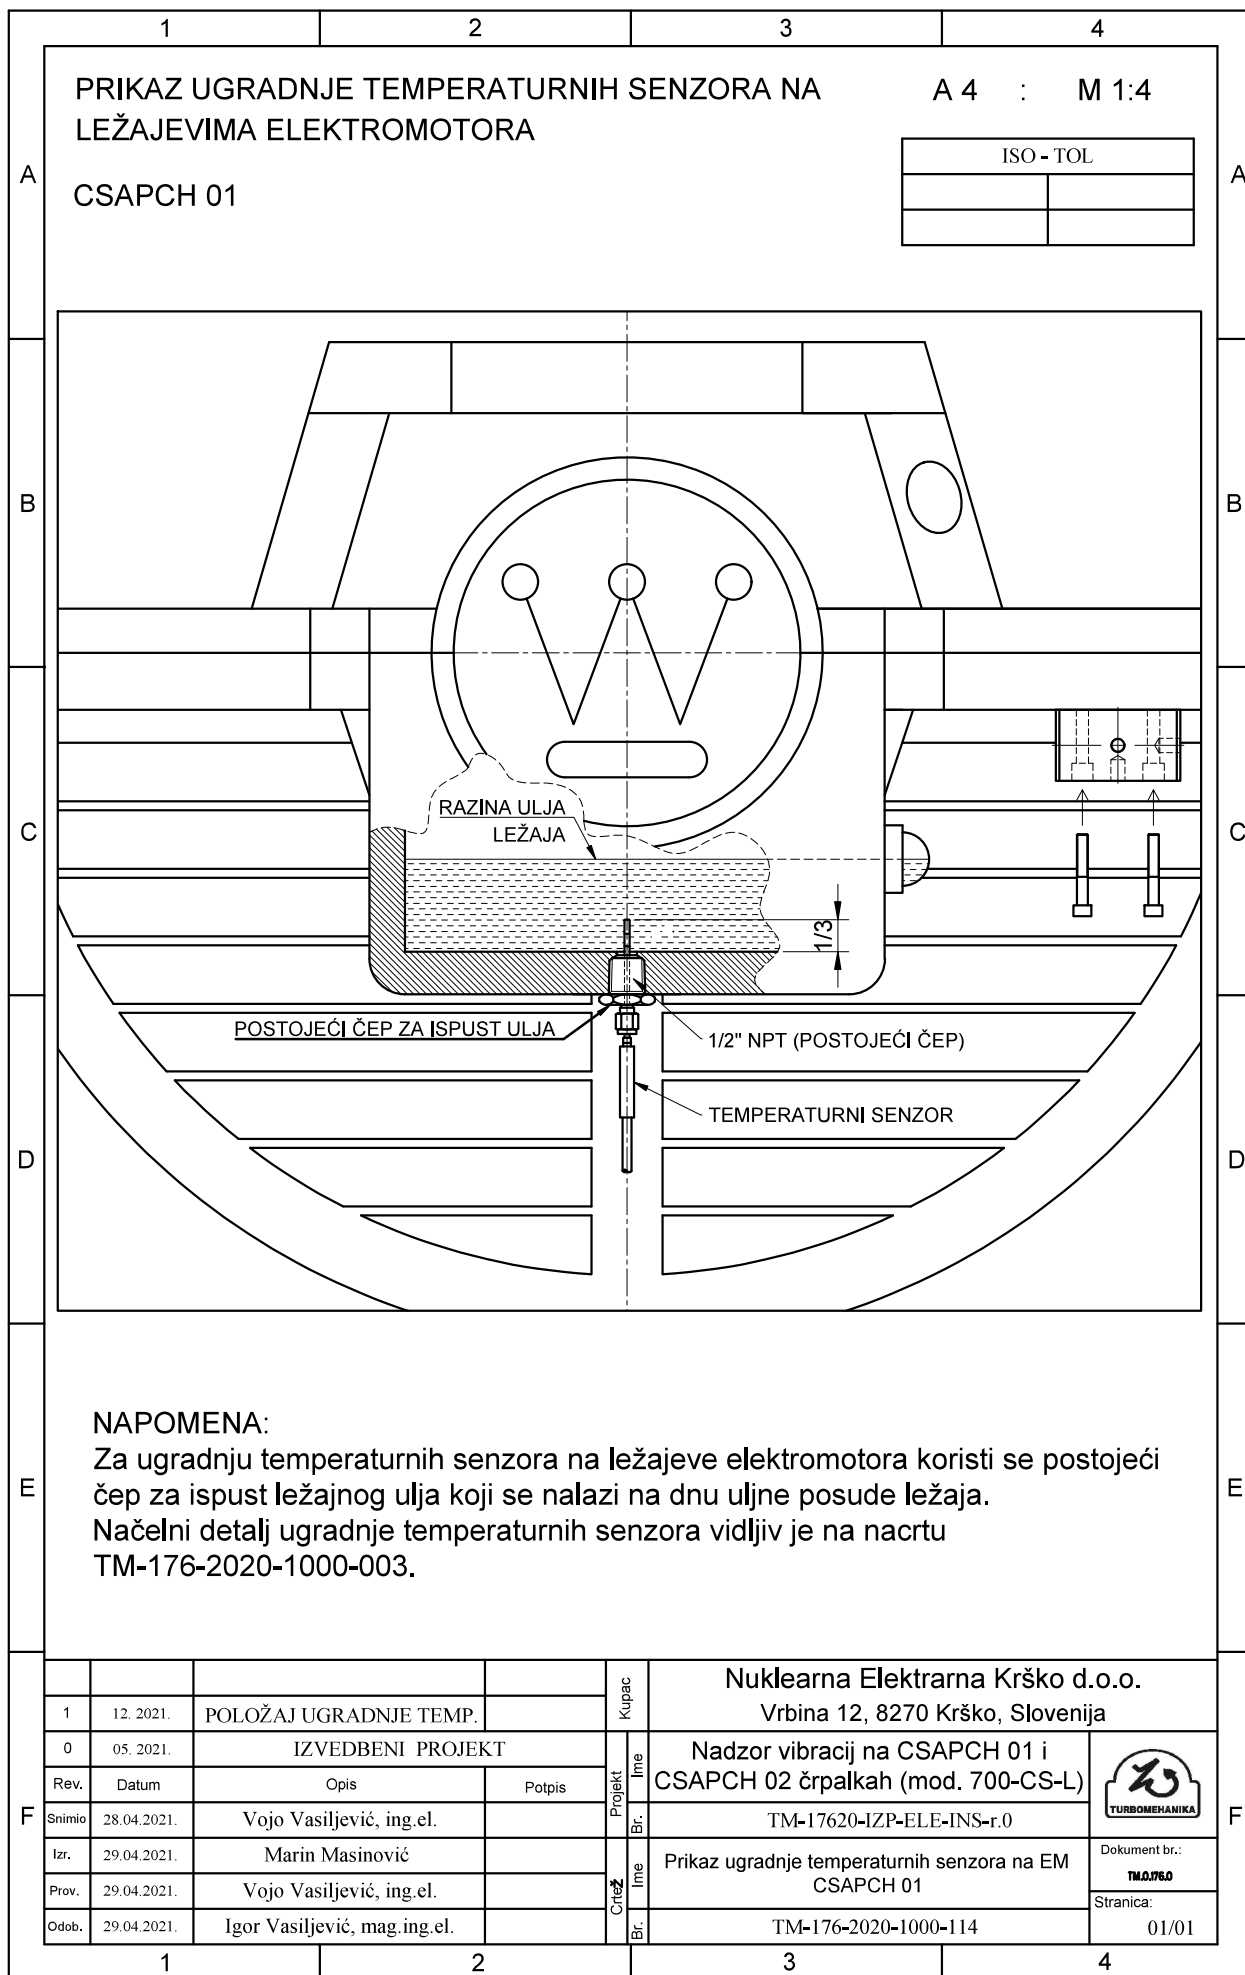 1 2 3 4
PRIKAZ UGRADNJE TEMPERATURNIH SENZORA NA
LEŽAJEVIMA ELEKTROMOTORA
A 4 : M 1:4
ISO - TOL
CSAPCH 01
A A
B B
C C
D D
E E
F F
RAZINA ULJA
LEŽAJA
1/3
POSTOJEĆI ČEP ZA ISPUST ULJA
1/2" NPT (POSTOJEĆI ČEP)
TEMPERATURNI SENZOR
NAPOMENA:
Za ugradnju temperaturnih senzora na ležajeve elektromotora koristi se postojeći
čep za ispust ležajnog ulja koji se nalazi na dnu uljne posude ležaja.
Načelni detalj ugradnje temperaturnih senzora vidljiv je na nacrtu
TM-176-2020-1000-003.
1 12. 2021. POLOŽAJ UGRADNJE TEMP.
0 05. 2021. IZVEDBENI PROJEKT
Rev. Datum Opis Potpis
Snimio 28.04.2021. Vojo Vasiljević, ing.el.
Izr. 29.04.2021. Marin Masinović
Prov. 29.04.2021. Vojo Vasiljević, ing.el.
Odob. 29.04.2021. Igor Vasiljević, mag.ing.el.
Kupac
Nuklearna Elektrarna Krško d.o.o.
Vrbina 12, 8270 Krško, Slovenija
Projekt
Ime
Nadzor vibracij na CSAPCH 01 i
CSAPCH 02 črpalkah (mod. 700-CS-L)
Br.
TM-17620-IZP-ELE-INS-r.0
TURBOMEHANIKA
Crtež
Ime
Prikaz ugradnje temperaturnih senzora na EM
CSAPCH 01
Br.
TM-176-2020-1000-114
Dokument br.:
TM.0.176.0
Stranica:
01/01
1 2 3 4